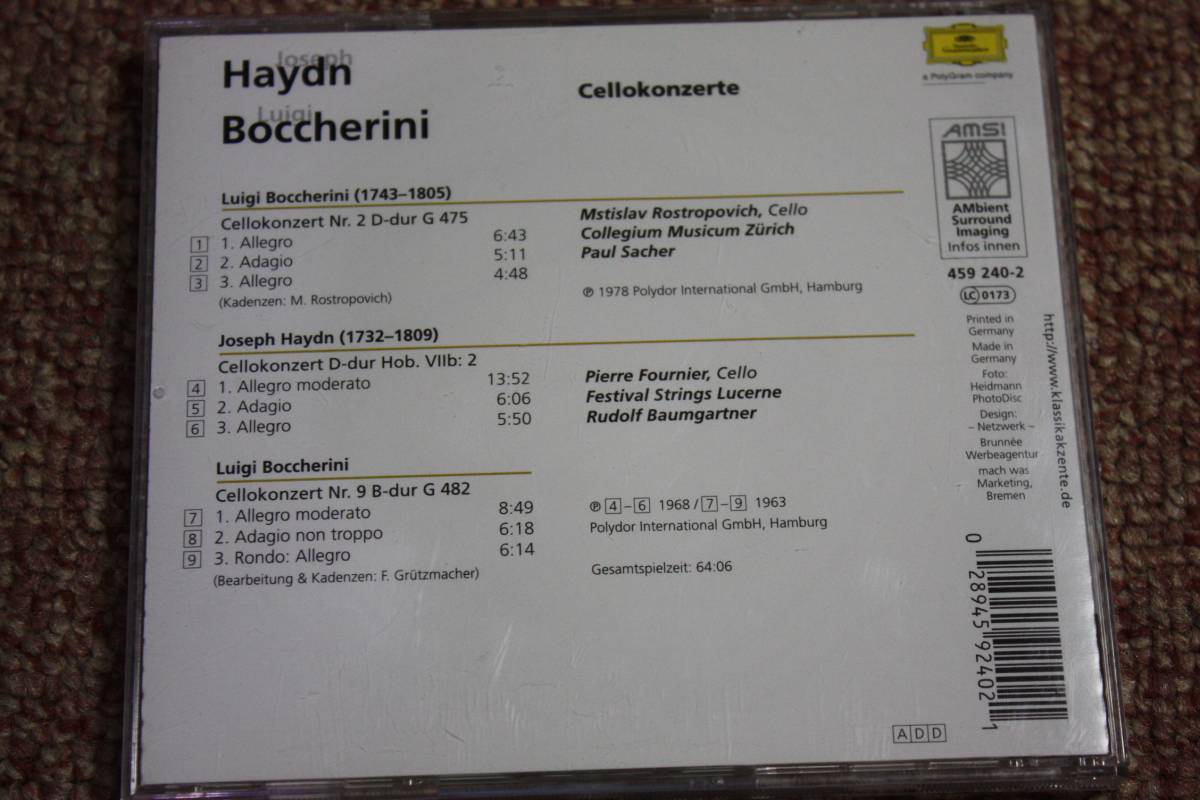 Joseph
Haydn
Luigi
Boccherini
Cellokonzerte
Luigi Boccherini (1743–1805)
Cellokonzert Nr. 2 D-dur G 475
1 1. Allegro 6:43
2 2. Adagio 5:11
3 3. Allegro 4:48
(Kadenzen: M. Rostropovich)
Mstislav Rostropovich, Cello
Collegium Musicum Zürich
Paul Sacher
℗ 1978 Polydor International GmbH, Hamburg
Joseph Haydn (1732–1809)
Cellokonzert D-dur Hob. VIIb: 2
4 1. Allegro moderato 13:52
5 2. Adagio 6:06
6 3. Allegro 5:50
Pierre Fournier, Cello
Festival Strings Lucerne
Rudolf Baumgartner
Luigi Boccherini
Cellokonzert Nr. 9 B-dur G 482
7 1. Allegro moderato 8:49
8 2. Adagio non troppo 6:18
9 3. Rondo: Allegro 6:14
(Bearbeitung & Kadenzen: F. Grützmacher)
℗ 4–6 1968 / 7–9 1963
Polydor International GmbH, Hamburg
Gesamtspielzeit: 64:06
Deutsche
Grammophon
a PolyGram company
AMSI
AMbient
Surround
Imaging
Infos innen
459 240-2
LC 0173
Printed in
Germany
Made in
Germany
Foto:
Heidmann
PhotoDisc
Design:
– Netzwerk –
Brunnée
Werbeagentur
mach was
Marketing,
Bremen
http://www.klassikakzente.de
0 28945 92402 1
ADD